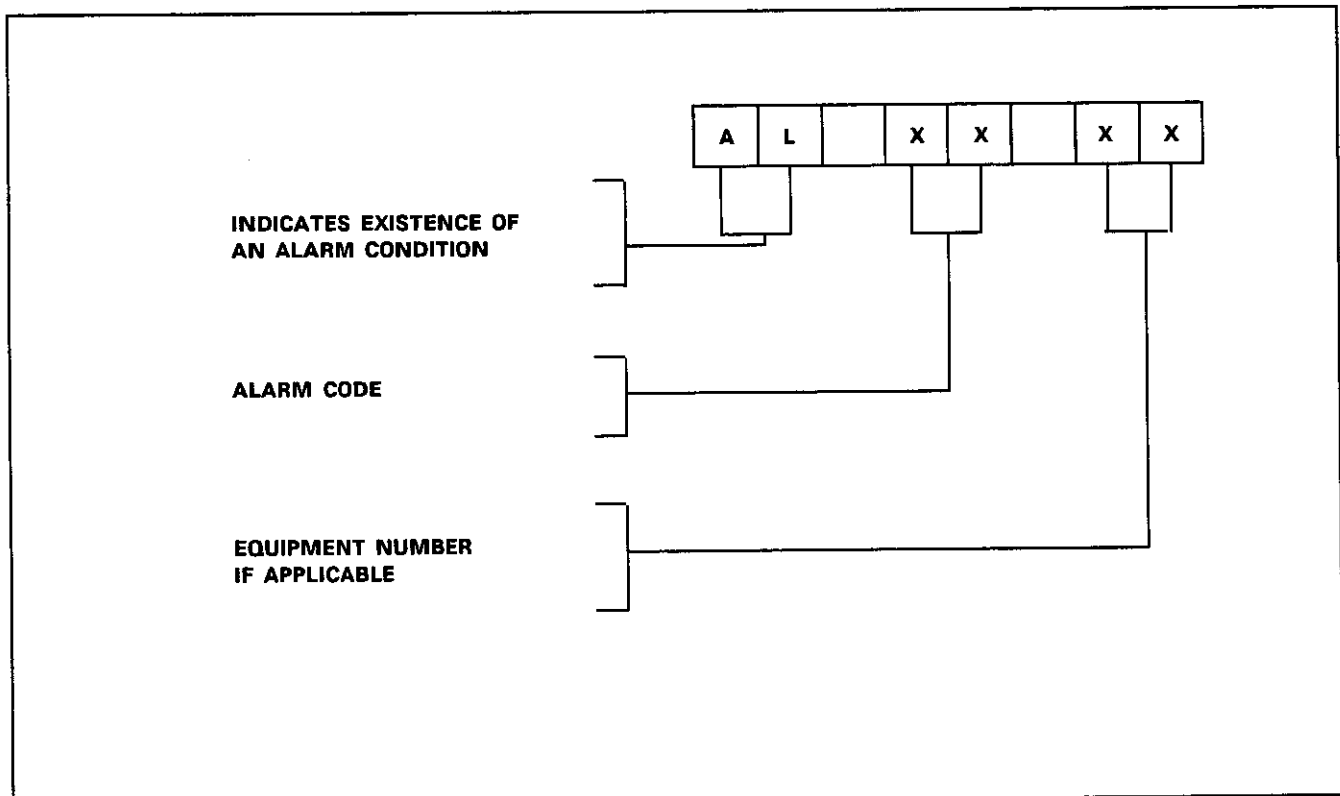 A L X X X X
INDICATES EXISTENCE OF
AN ALARM CONDITION
ALARM CODE
EQUIPMENT NUMBER
IF APPLICABLE